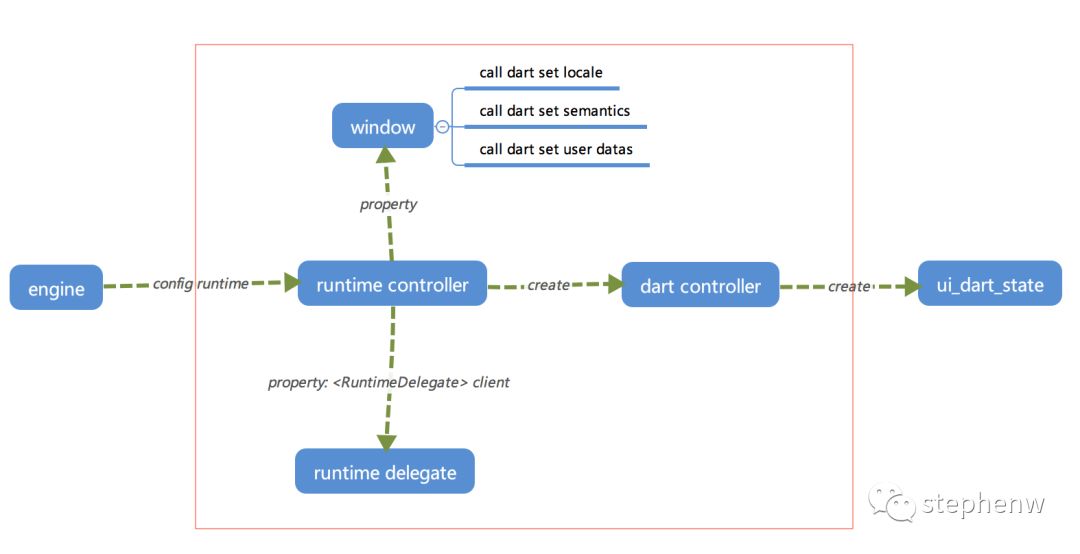 call dart set locale
window
call dart set semantics
call dart set user datas
property
engine
config runtime
runtime controller
create
dart controller
create
ui_dart_state
property: <RuntimeDelegate> client
runtime delegate
stephenw